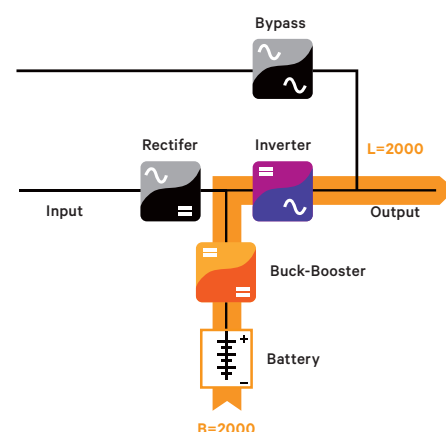 Bypass
L=2000
Rectifer
Inverter
Input
Output
Buck-Booster
+
Battery
–
B=2000